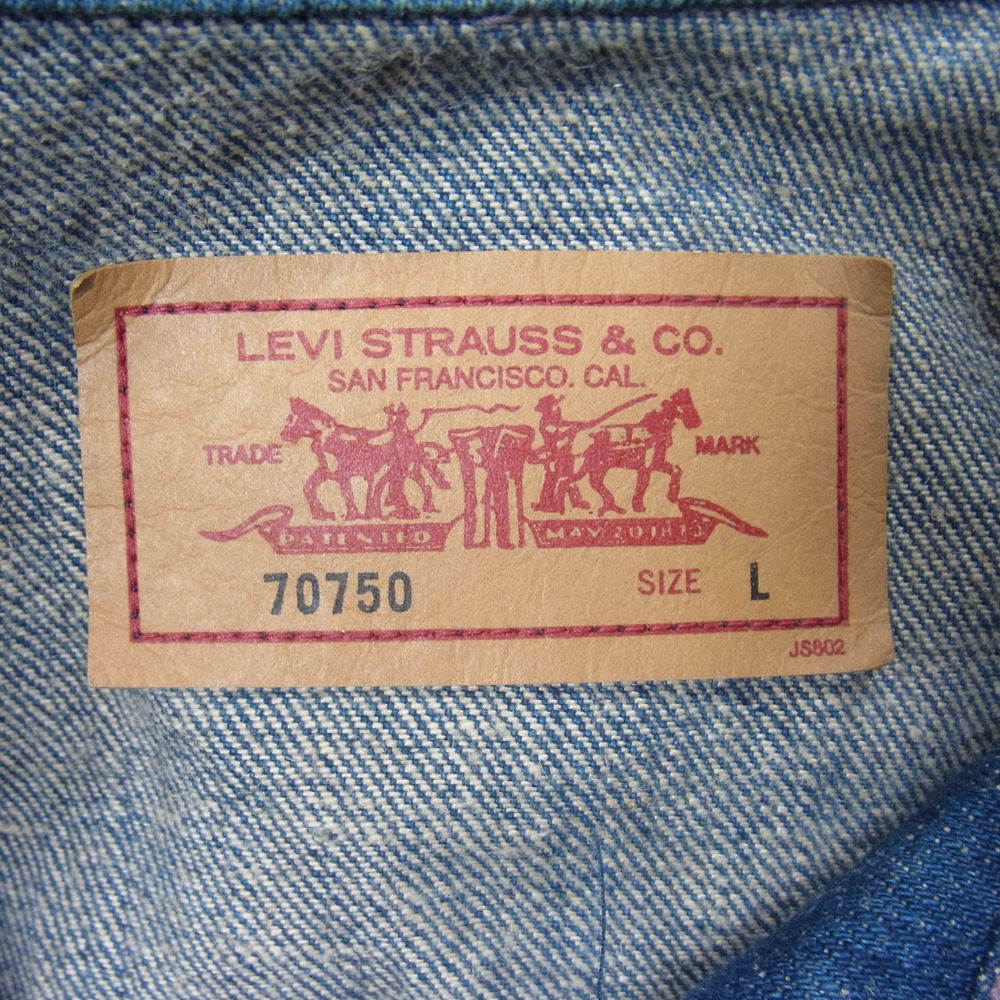 LEVI STRAUSS & CO.
SAN FRANCISCO. CAL.
TRADE MARK
PATENTED MAY 20 1873
70750 SIZE L
JS802